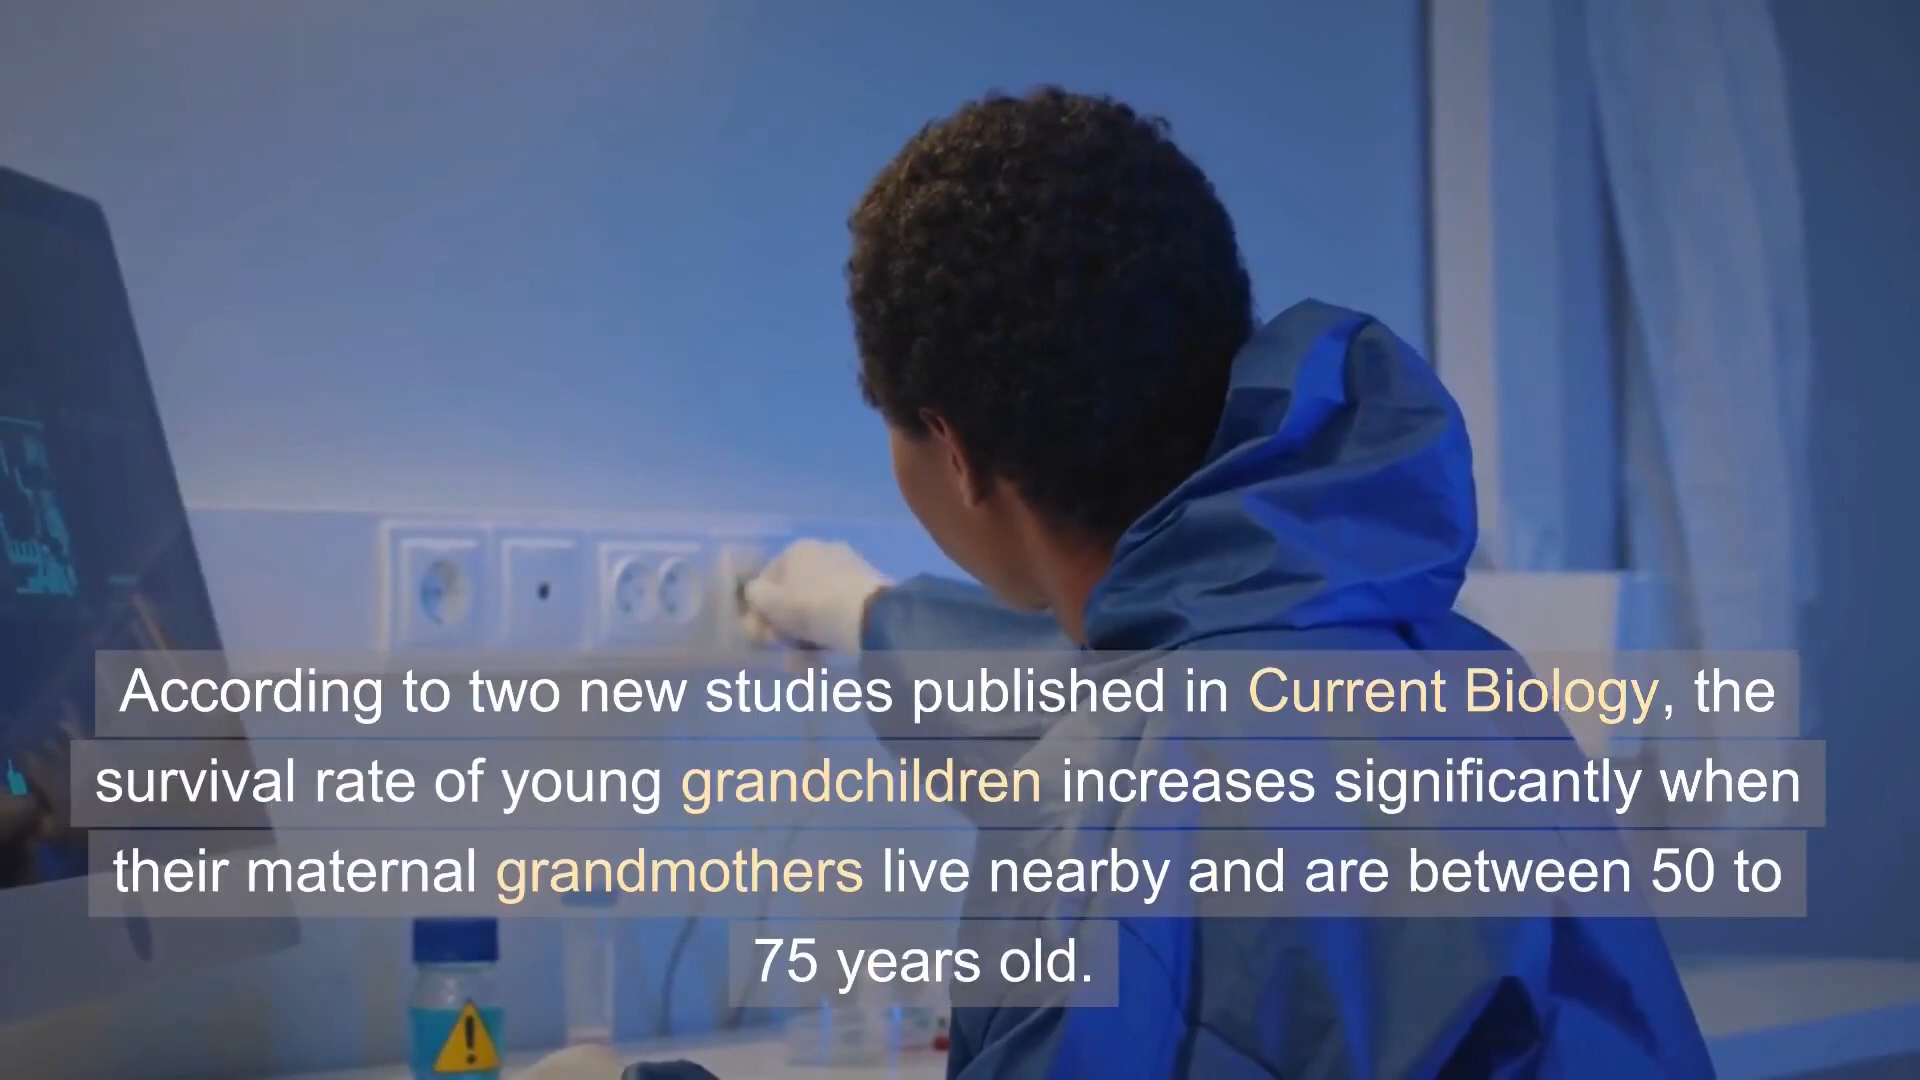 According to two new studies published in Current Biology, the
survival rate of young grandchildren increases significantly when
their maternal grandmothers live nearby and are between 50 to
75 years old.